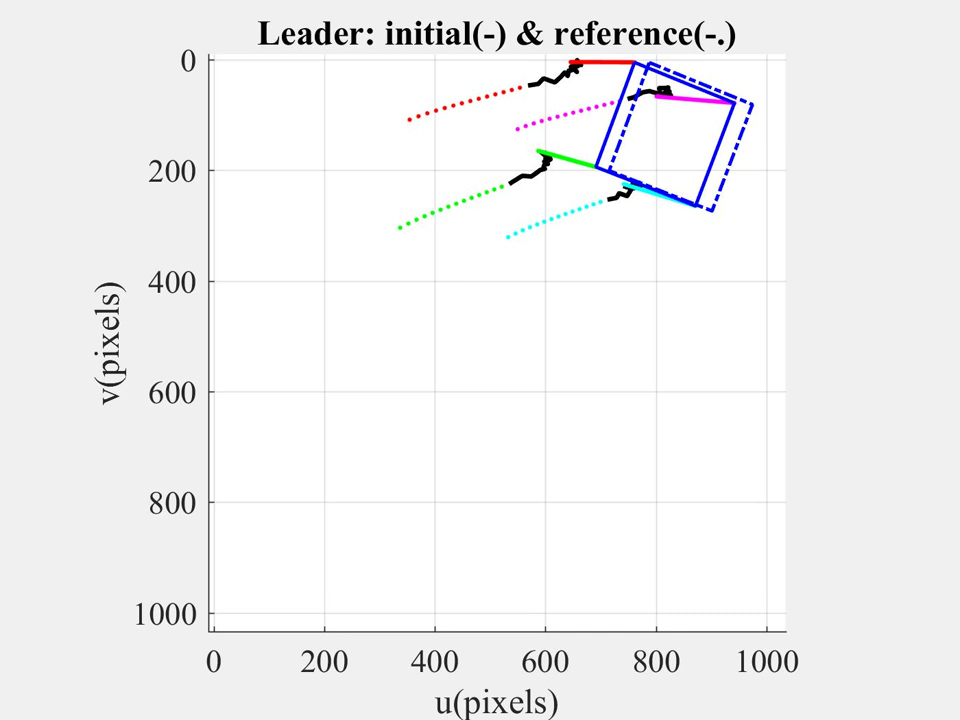 Leader: initial(-) & reference(-.)
0
200
400
600
800
1000
v(pixels)
0 200 400 600 800 1000
u(pixels)